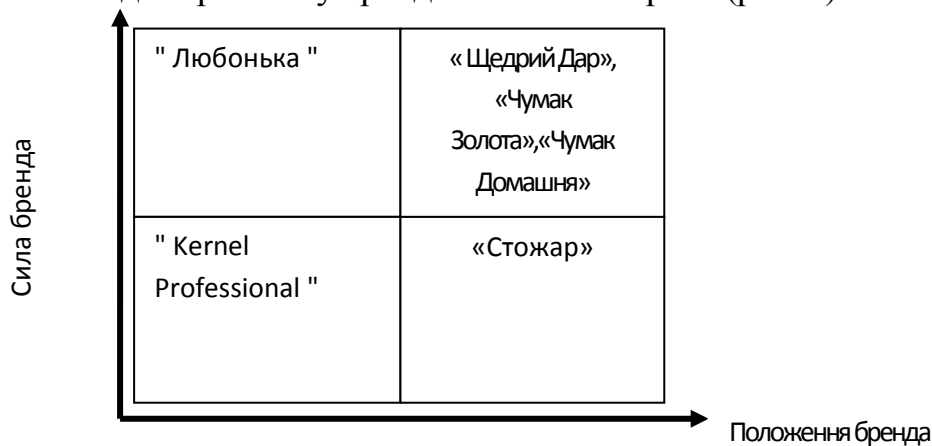 " Любонька "
« Щедрий Дар»,
«Чумак
Золота»,«Чумак
Домашня»
Сила бренда
" Kernel
Professional "
«Стожар»
Положення бренда